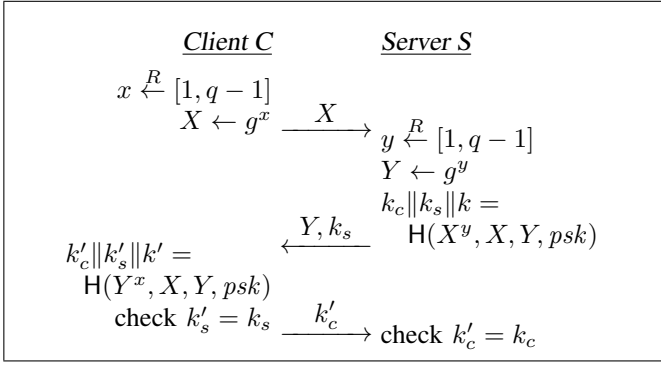 Client C Server S
x ←R [1, q − 1]
X ← g^x X
y ←R [1, q − 1]
Y ← g^y
k_c‖k_s‖k =
Y, k_s H(X^y, X, Y, psk)
k'_c‖k'_s‖k' =
H(Y^x, X, Y, psk)
check k'_s = k_s k'_c check k'_c = k_c